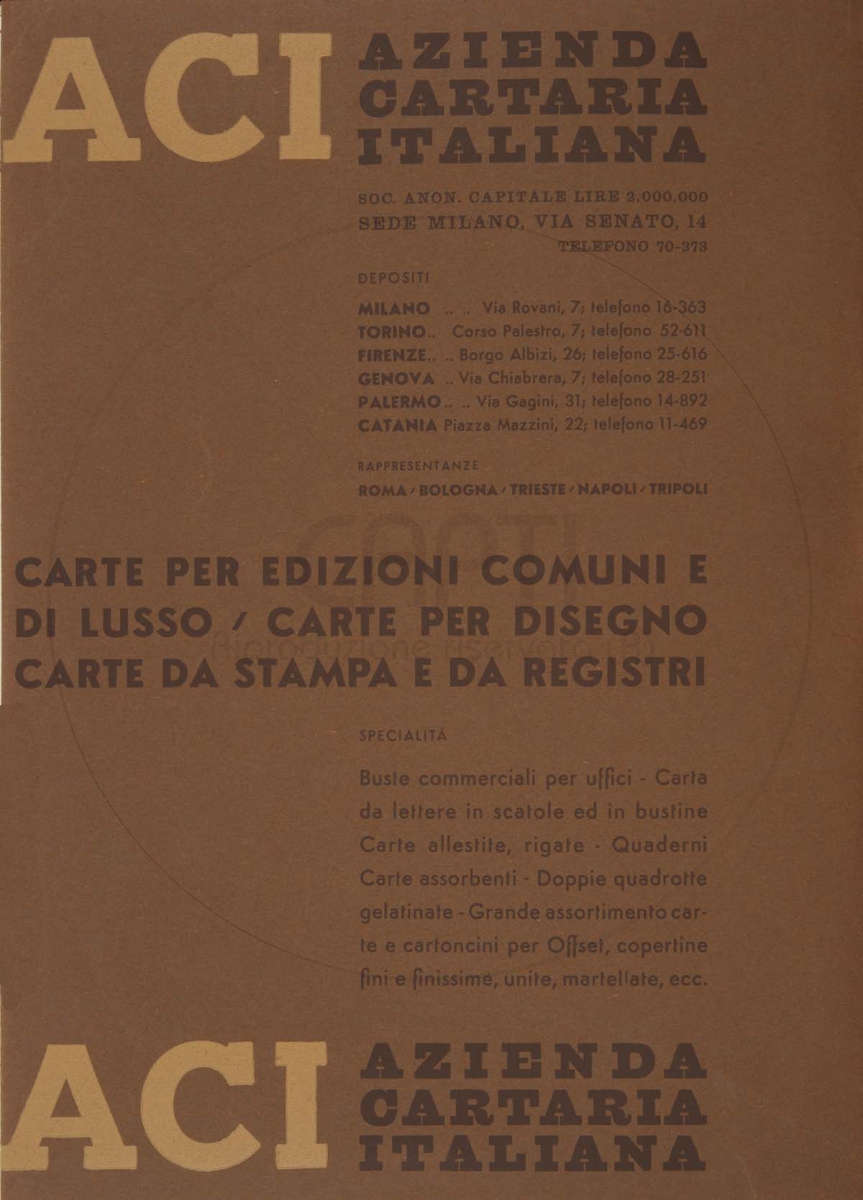 ACI
AZIENDA
CARTARIA
ITALIANA
SOC. ANON. CAPITALE LIRE 2.000.000
SEDE MILANO, VIA SENATO, 14
TELEFONO 70-373
DEPOSITI
MILANO .. .. Via Rovani, 7; telefono 16-363
TORINO.. Corso Palestro, 7; telefono 52-611
FIRENZE.. .. Borgo Albizi, 26; telefono 25-616
GENOVA .. Via Chiabrera, 7; telefono 28-251
PALERMO.. .. Via Gagini, 31; telefono 14-892
CATANIA Piazza Mazzini, 22; telefono 11-469
RAPPRESENTANZE
ROMA / BOLOGNA / TRIESTE / NAPOLI / TRIPOLI
CAPTI
CARTE PER EDIZIONI COMUNI E
DI LUSSO / CARTE PER DISEGNO
Riproduzione riservata
CARTE DA STAMPA E DA REGISTRI
SPECIALITÀ
Buste commerciali per uffici - Carta
da lettere in scatole ed in bustine
Carte allestite, rigate - Quaderni
Carte assorbenti - Doppie quadrotte
gelatinate - Grande assortimento car-
te e cartoncini per Offset, copertine
fini e finissime, unite, martellate, ecc.
ACI
AZIENDA
CARTARIA
ITALIANA